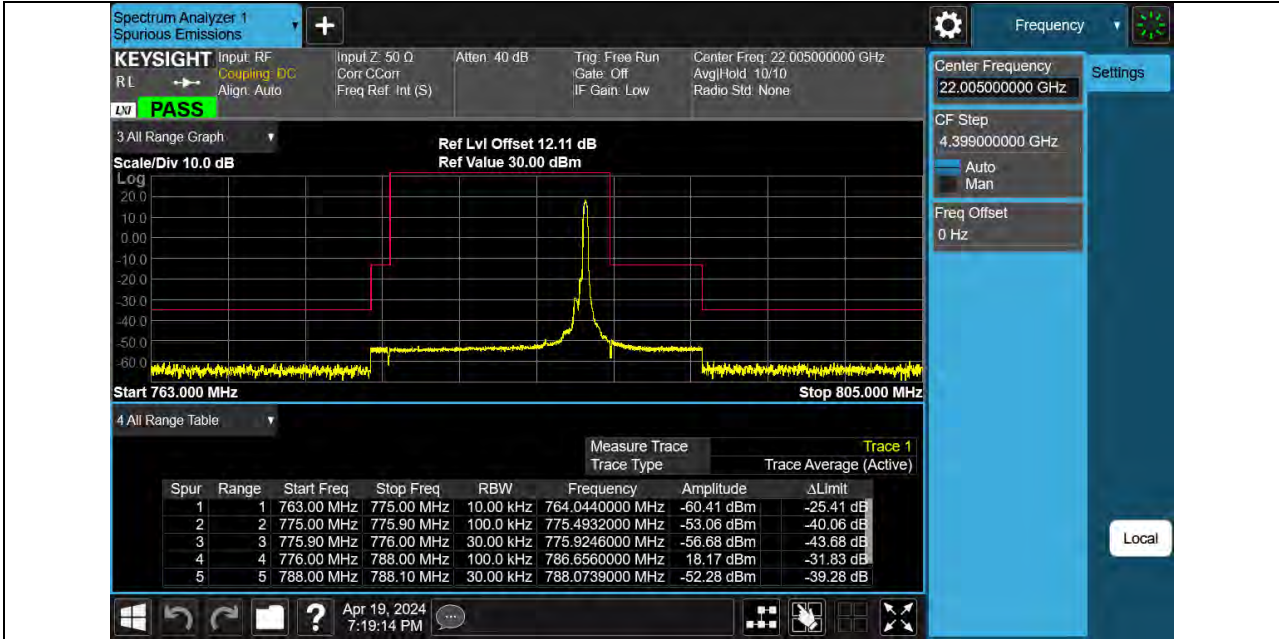 Spectrum Analyzer 1
Spurious Emissions
Frequency
KEYSIGHT
Input: RF
Input Z: 50 Ω
Atten: 40 dB
Trig: Free Run
Center Freq: 22.005000000 GHz
Coupling: DC
Corr CCorr
Gate: Off
Avg|Hold: 10/10
R L
Align: Auto
Freq Ref: Int (S)
IF Gain: Low
Radio Std: None
LXI
PASS
Center Frequency
22.005000000 GHz
Settings
CF Step
4.399000000 GHz
Auto
Man
Freq Offset
0 Hz
3 All Range Graph
Ref Lvl Offset 12.11 dB
Scale/Div 10.0 dB
Ref Value 30.00 dBm
Log
20.0
10.0
0.00
-10.0
-20.0
-30.0
-40.0
-50.0
-60.0
Start 763.000 MHz
Stop 805.000 MHz
4 All Range Table
Measure Trace Trace 1
Trace Type Trace Average (Active)
Spur Range Start Freq Stop Freq RBW Frequency Amplitude ΔLimit
1 1 763.00 MHz 775.00 MHz 10.00 kHz 764.0440000 MHz -60.41 dBm -25.41 dB
2 2 775.00 MHz 775.90 MHz 100.0 kHz 775.4932000 MHz -53.06 dBm -40.06 dB
3 3 775.90 MHz 776.00 MHz 30.00 kHz 775.9246000 MHz -56.68 dBm -43.68 dB
4 4 776.00 MHz 788.00 MHz 100.0 kHz 786.6560000 MHz 18.17 dBm -31.83 dB
5 5 788.00 MHz 788.10 MHz 30.00 kHz 788.0739000 MHz -52.28 dBm -39.28 dB
Local
?
Apr 19, 2024
7:19:14 PM